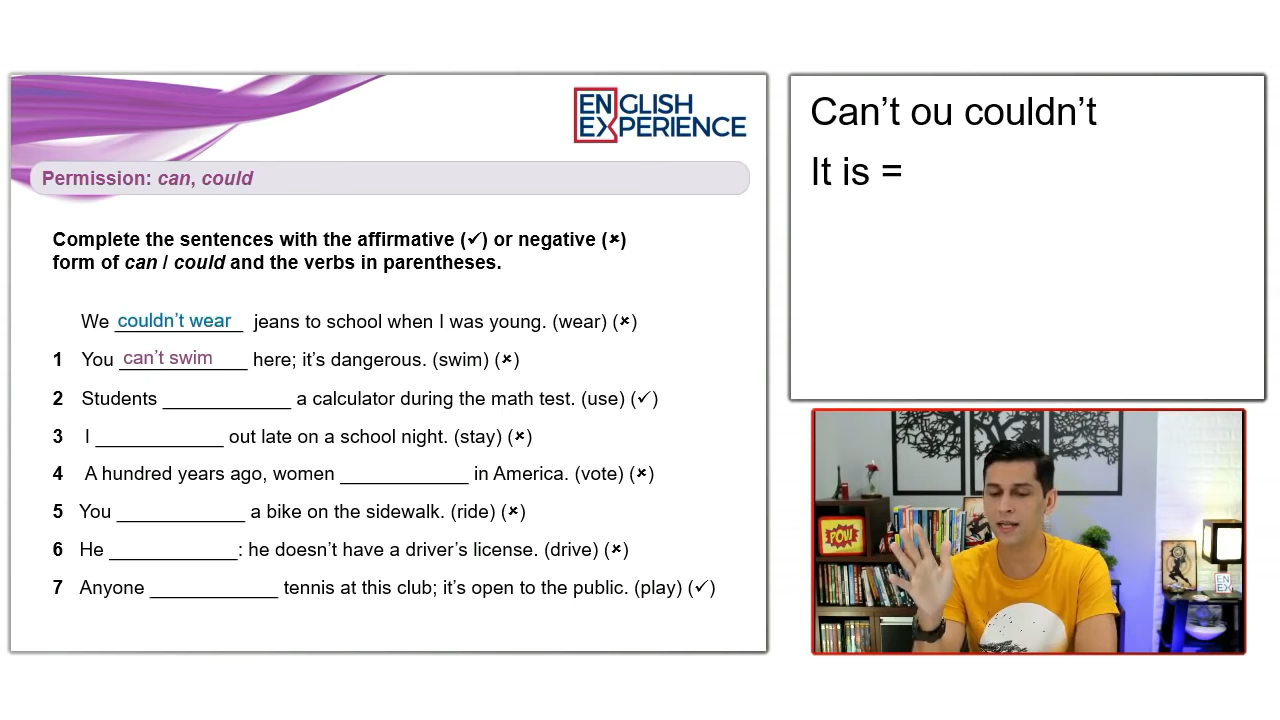 ENGLISH
EXPERIENCE
Permission: can, could
Complete the sentences with the affirmative (✓) or negative (×)
form of can / could and the verbs in parentheses.
We couldn't wear jeans to school when I was young. (wear) (×)
1 You can't swim here; it's dangerous. (swim) (×)
2 Students ____________ a calculator during the math test. (use) (✓)
3 I ____________ out late on a school night. (stay) (×)
4 A hundred years ago, women ____________ in America. (vote) (×)
5 You ____________ a bike on the sidewalk. (ride) (×)
6 He ____________: he doesn't have a driver's license. (drive) (×)
7 Anyone ____________ tennis at this club; it's open to the public. (play) (✓)
Can't ou couldn't
It is =
POW!
EN
EX